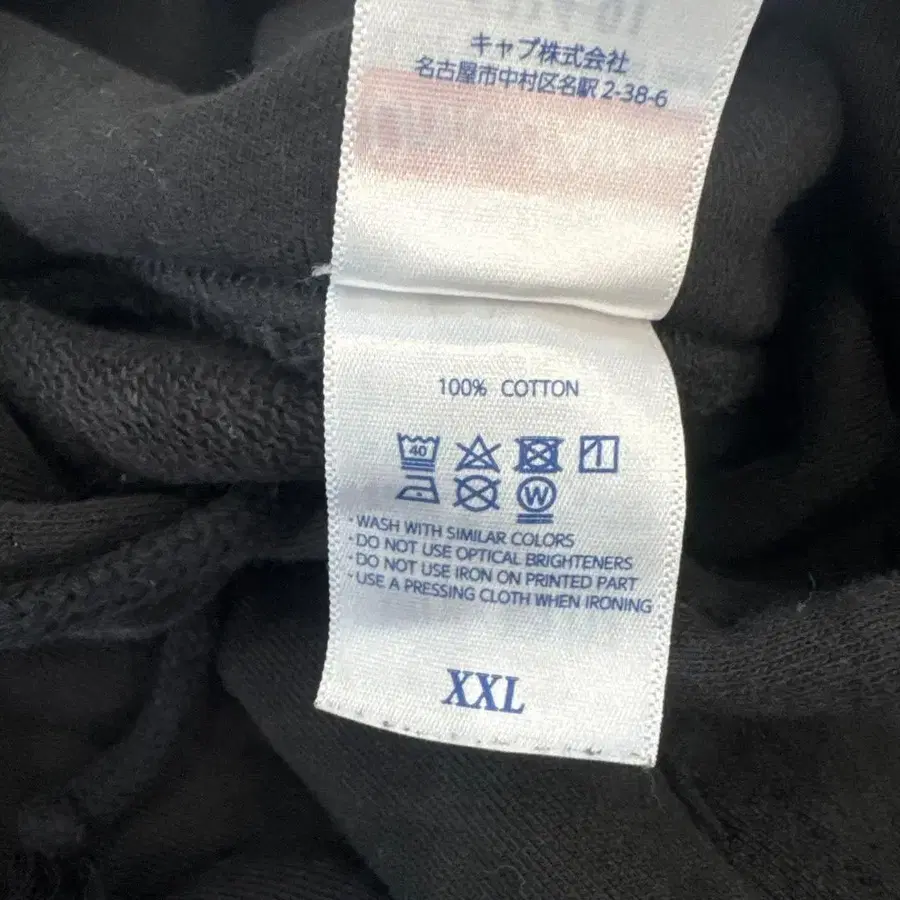 キャブ株式会社
名古屋市中村区名駅 2-38-6
100% COTTON
40
W
·WASH WITH SIMILAR COLORS
·DO NOT USE OPTICAL BRIGHTENERS
·DO NOT USE IRON ON PRINTED PART
·USE A PRESSING CLOTH WHEN IRONING
XXL